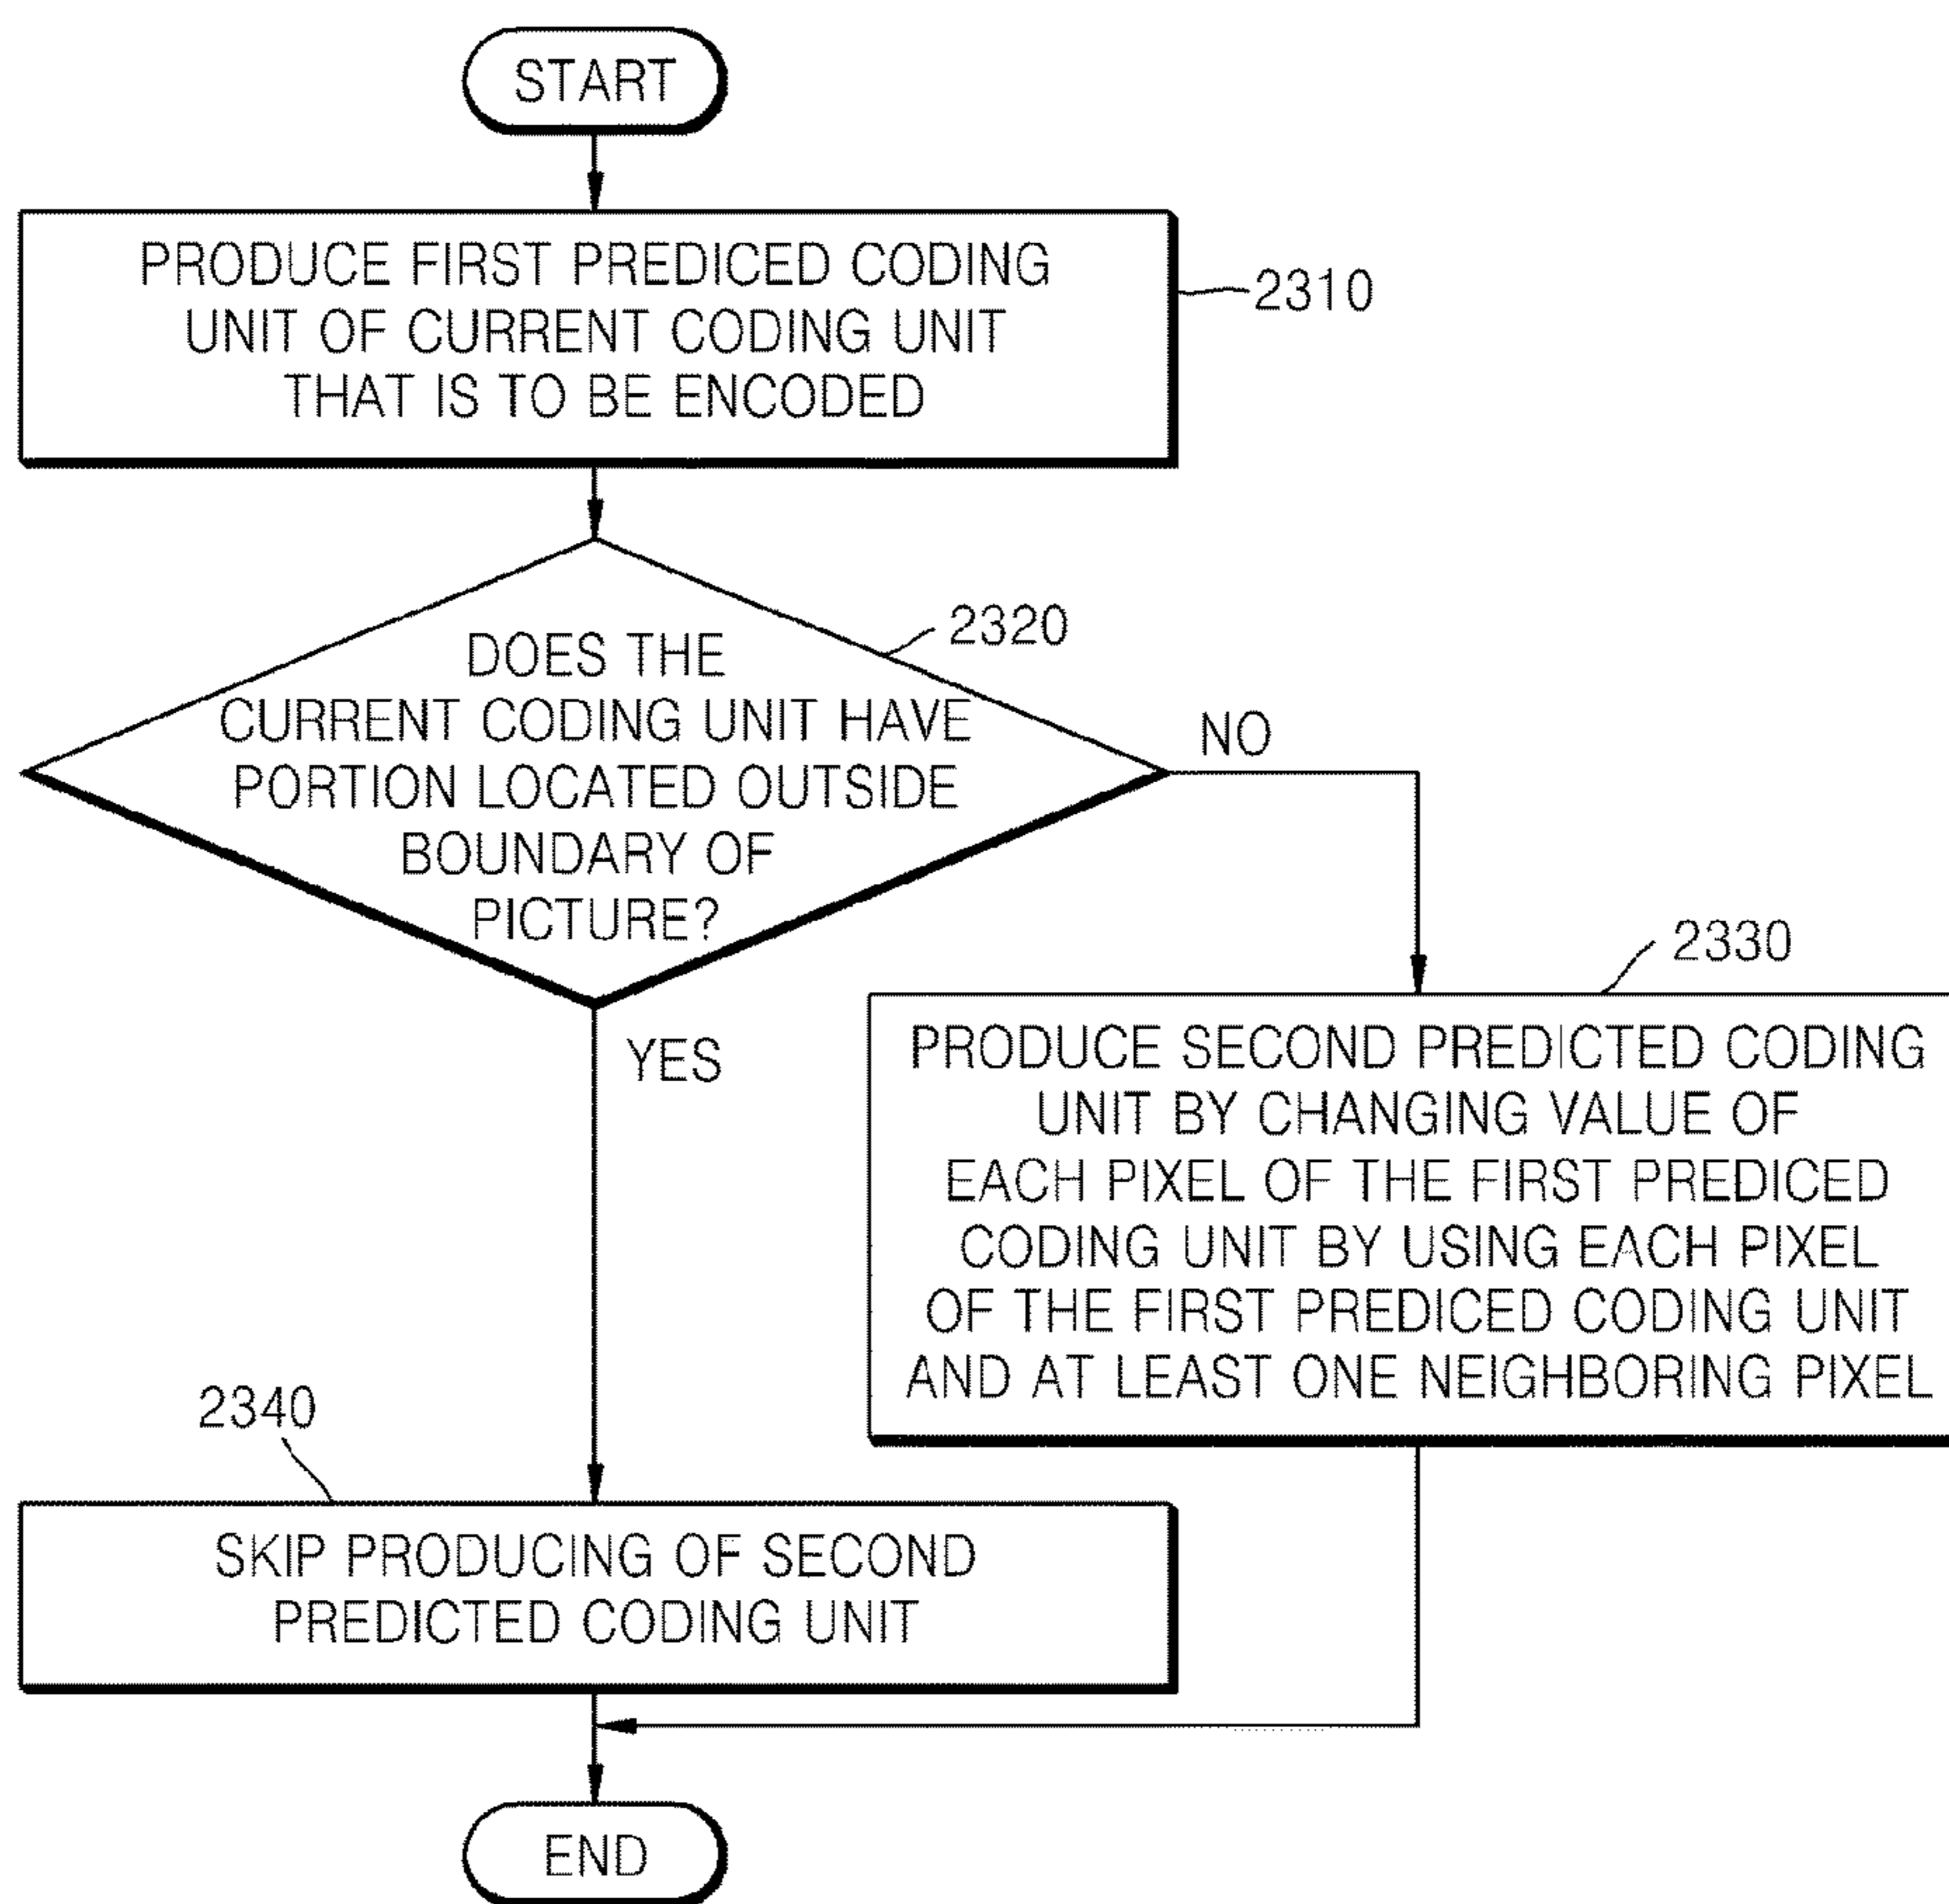 START
PRODUCE FIRST PREDICED CODING
UNIT OF CURRENT CODING UNIT
THAT IS TO BE ENCODED
2310
DOES THE
CURRENT CODING UNIT HAVE
PORTION LOCATED OUTSIDE
BOUNDARY OF
PICTURE?
2320
NO
YES
2330
PRODUCE SECOND PREDICTED CODING
UNIT BY CHANGING VALUE OF
EACH PIXEL OF THE FIRST PREDICED
CODING UNIT BY USING EACH PIXEL
OF THE FIRST PREDICED CODING UNIT
AND AT LEAST ONE NEIGHBORING PIXEL
2340
SKIP PRODUCING OF SECOND
PREDICTED CODING UNIT
END